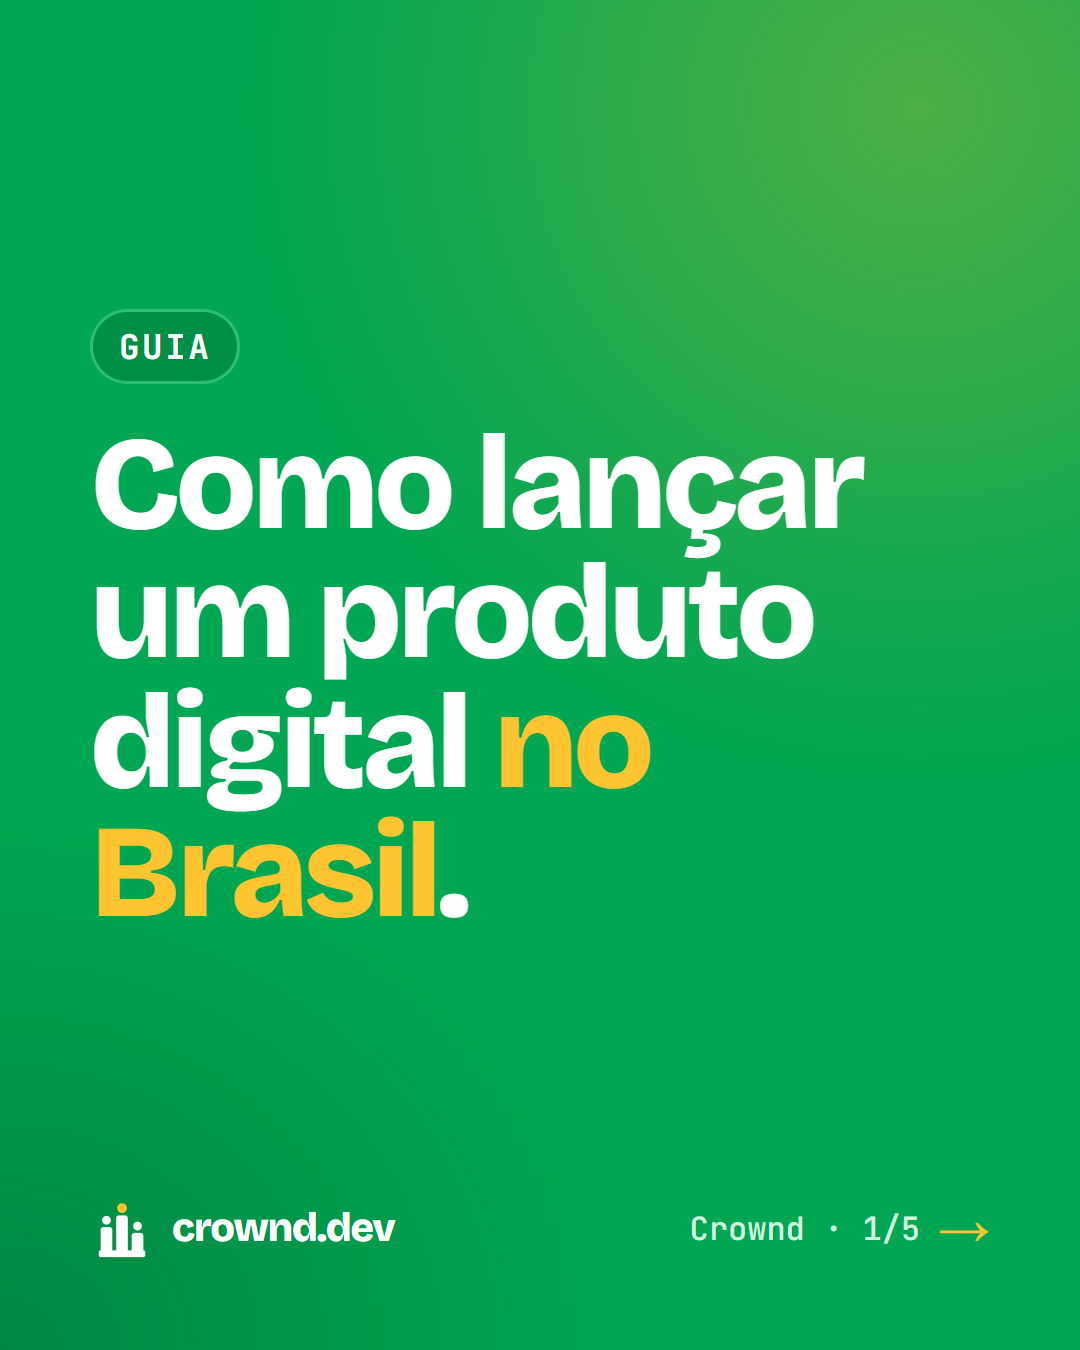 GUIA
Como lançar
um produto
digital no
Brasil.
crownd.dev
Crownd · 1/5 →